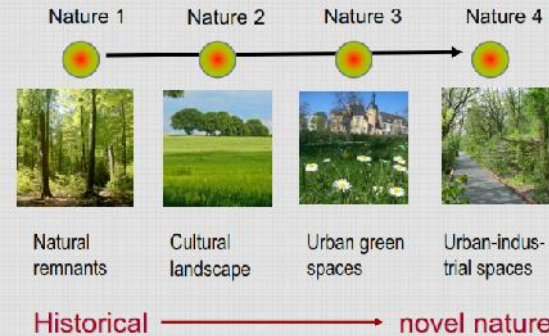 Nature 1
Nature 2
Nature 3
Nature 4
Natural
remnants
Cultural
landscape
Urban green
spaces
Urban-indus-
trial spaces
Historical
novel nature